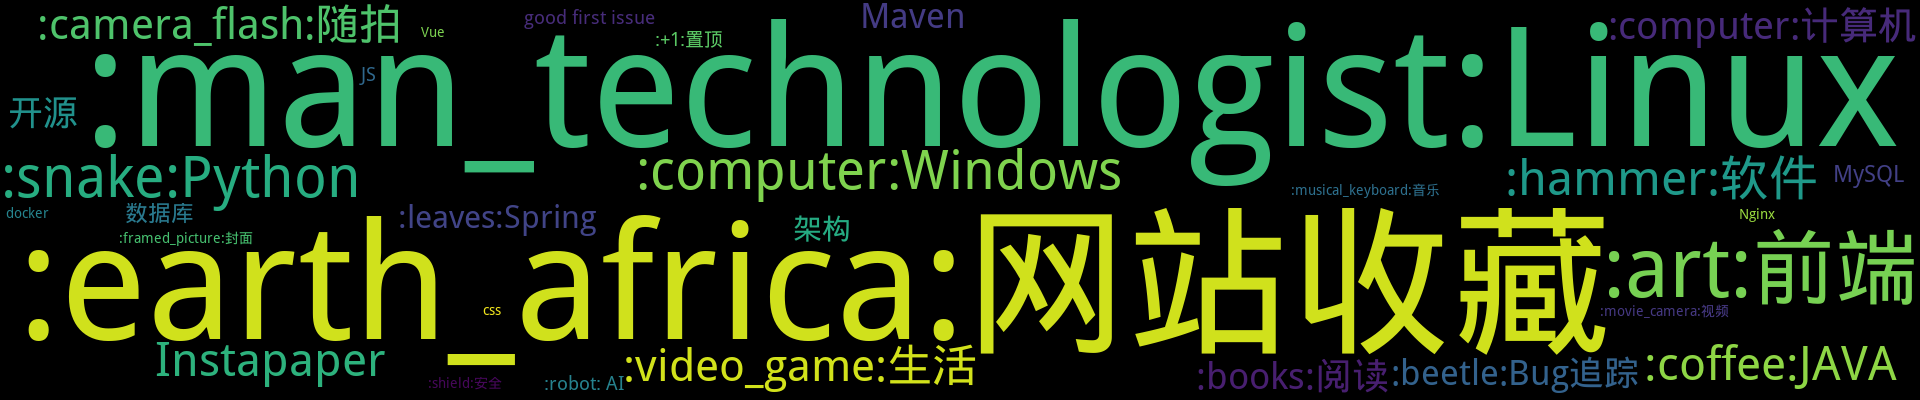 :camera_flash:随拍
Vue
good first issue
:+1:置顶
Maven
:computer:计算机
:man_technologist:Linux
JS
开源
:snake:Python
:computer:Windows
:hammer:软件
MySQL
:musical_keyboard:音乐
docker
数据库
:leaves:Spring
架构
Nginx
:framed_picture:封面
:earth_africa:网站收藏
:art:前端
css
:movie_camera:视频
Instapaper
:video_game:生活
:shield:安全
:robot: AI
:books:阅读
:beetle:Bug追踪
:coffee:JAVA